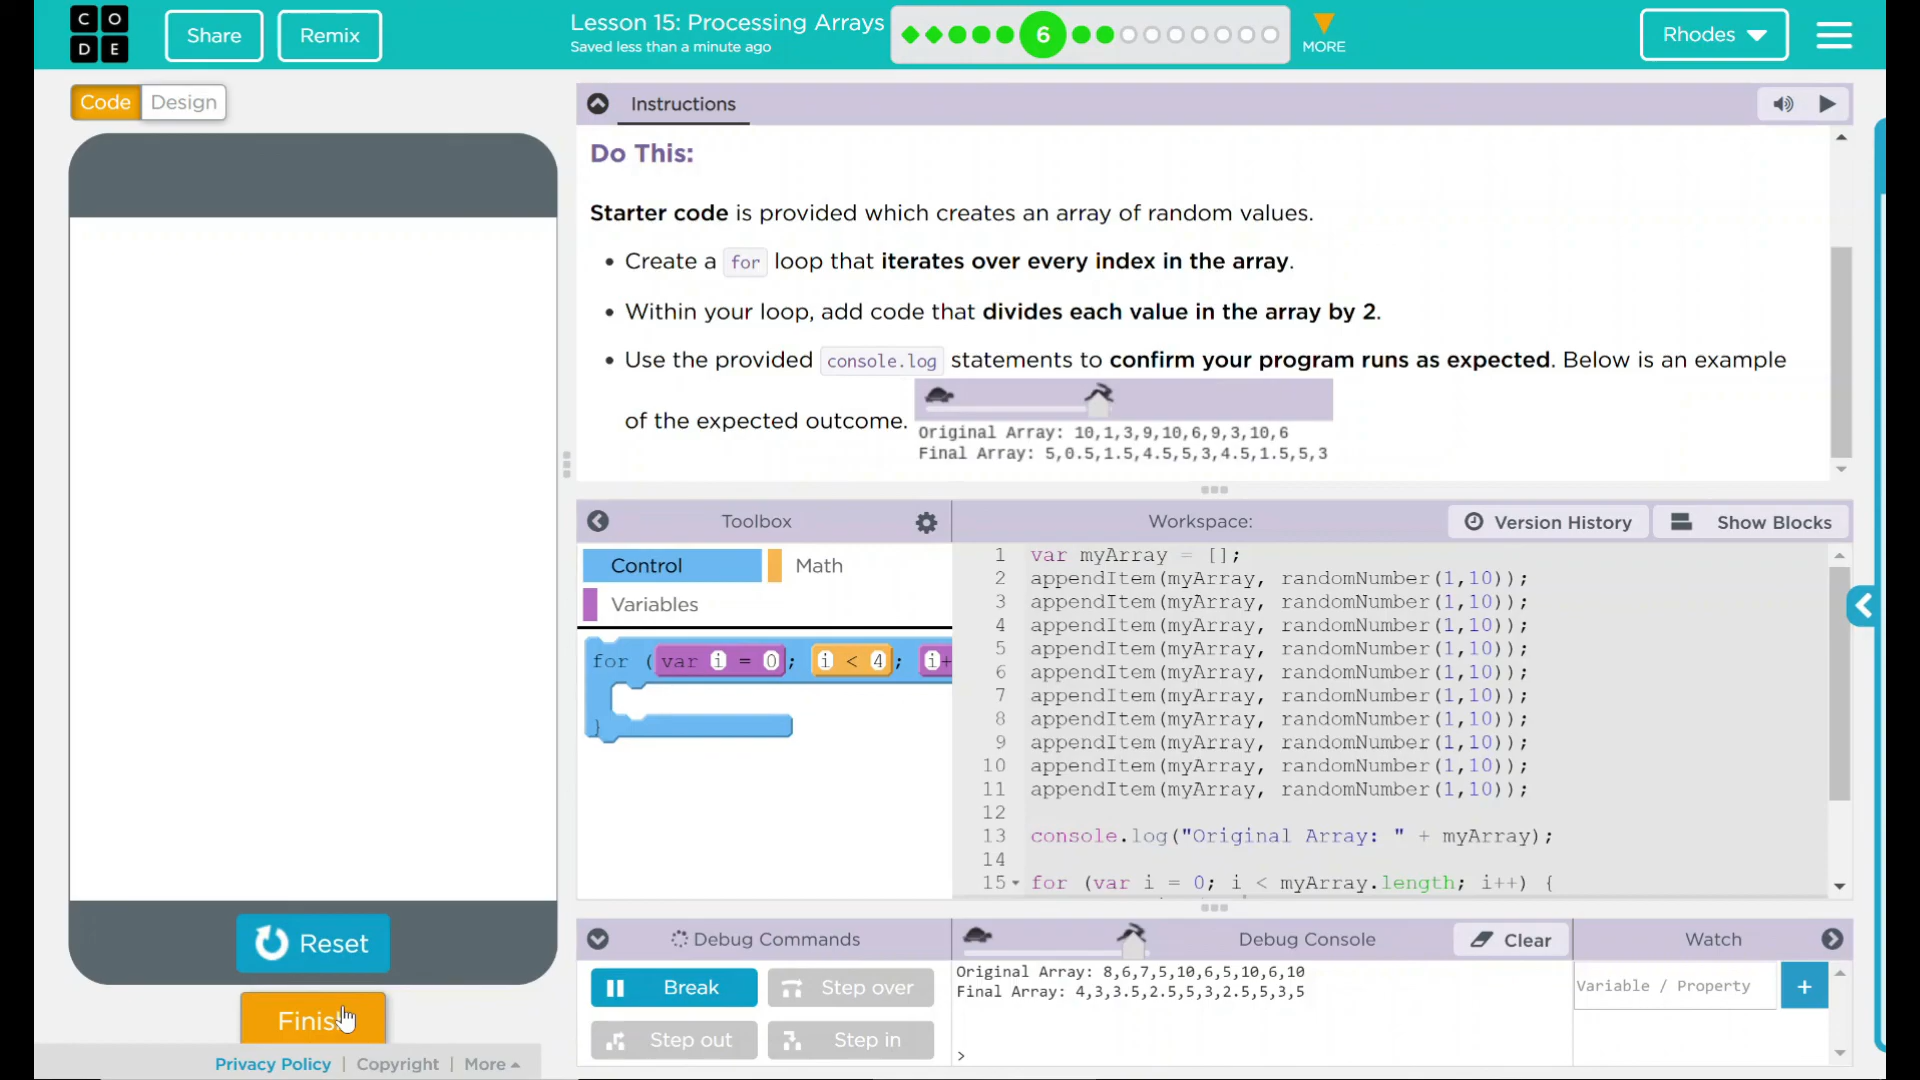 CODE
Share
Remix
Lesson 15: Processing Arrays
Saved less than a minute ago
6
MORE
Rhodes
Code
Design
Instructions
Do This:
Starter code is provided which creates an array of random values.
• Create a for loop that iterates over every index in the array.
• Within your loop, add code that divides each value in the array by 2.
• Use the provided console.log statements to confirm your program runs as expected. Below is an example
of the expected outcome.
Original Array: 10,1,3,9,10,6,9,3,10,6
Final Array: 5,0.5,1.5,4.5,5,3,4.5,1.5,5,3
Toolbox
Workspace:
Version History
Show Blocks
Control
Math
Variables
for (var i = 0; i < 4; i+
}
1 var myArray = [];
2 appendItem(myArray, randomNumber(1,10));
3 appendItem(myArray, randomNumber(1,10));
4 appendItem(myArray, randomNumber(1,10));
5 appendItem(myArray, randomNumber(1,10));
6 appendItem(myArray, randomNumber(1,10));
7 appendItem(myArray, randomNumber(1,10));
8 appendItem(myArray, randomNumber(1,10));
9 appendItem(myArray, randomNumber(1,10));
10 appendItem(myArray, randomNumber(1,10));
11 appendItem(myArray, randomNumber(1,10));
12
13 console.log("Original Array: " + myArray);
14
15 for (var i = 0; i < myArray.length; i++) {
Reset
Finis
Debug Commands
Debug Console
Clear
Watch
Break
Step over
Step out
Step in
Original Array: 8,6,7,5,10,6,5,10,6,10
Final Array: 4,3,3.5,2.5,5,3,2.5,5,3,5
>
Variable / Property
+
Privacy Policy | Copyright | More